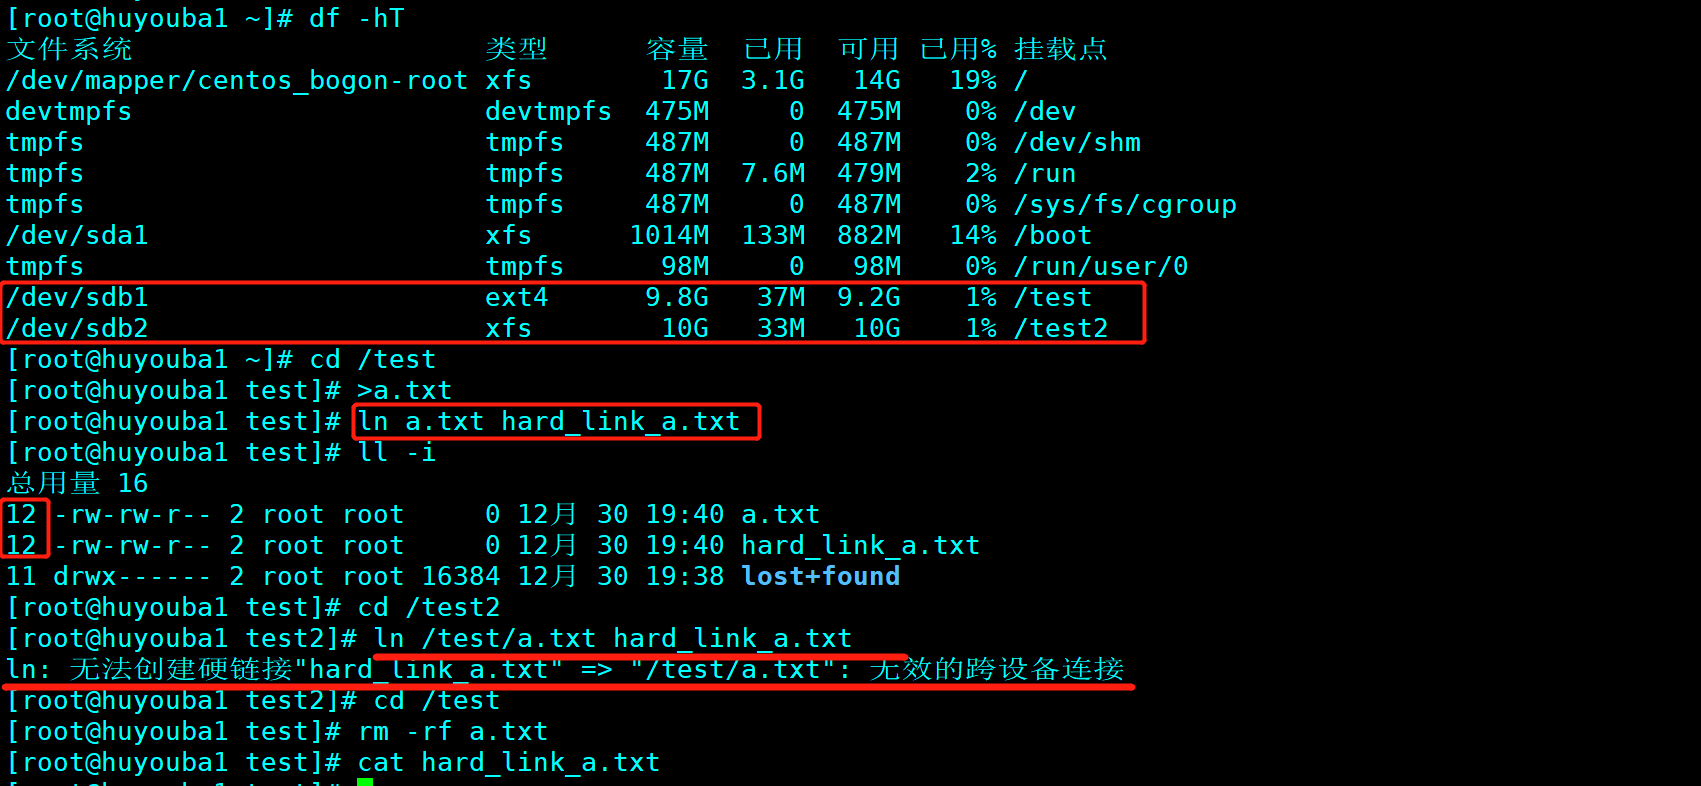 [root@huyouba1 ~]# df -hT
文件系统 类型 容量 已用 可用 已用% 挂载点
/dev/mapper/centos_bogon-root xfs 17G 3.1G 14G 19% /
devtmpfs devtmpfs 475M 0 475M 0% /dev
tmpfs tmpfs 487M 0 487M 0% /dev/shm
tmpfs tmpfs 487M 7.6M 479M 2% /run
tmpfs tmpfs 487M 0 487M 0% /sys/fs/cgroup
/dev/sda1 xfs 1014M 133M 882M 14% /boot
tmpfs tmpfs 98M 0 98M 0% /run/user/0
/dev/sdb1 ext4 9.8G 37M 9.2G 1% /test
/dev/sdb2 xfs 10G 33M 10G 1% /test2
[root@huyouba1 ~]# cd /test
[root@huyouba1 test]# >a.txt
[root@huyouba1 test]# ln a.txt hard_link_a.txt
[root@huyouba1 test]# ll -i
总用量 16
12 -rw-rw-r-- 2 root root 0 12月 30 19:40 a.txt
12 -rw-rw-r-- 2 root root 0 12月 30 19:40 hard_link_a.txt
11 drwx------ 2 root root 16384 12月 30 19:38 lost+found
[root@huyouba1 test]# cd /test2
[root@huyouba1 test2]# ln /test/a.txt hard_link_a.txt
ln: 无法创建硬链接"hard_link_a.txt" => "/test/a.txt": 无效的跨设备连接
[root@huyouba1 test2]# cd /test
[root@huyouba1 test]# rm -rf a.txt
[root@huyouba1 test]# cat hard_link_a.txt